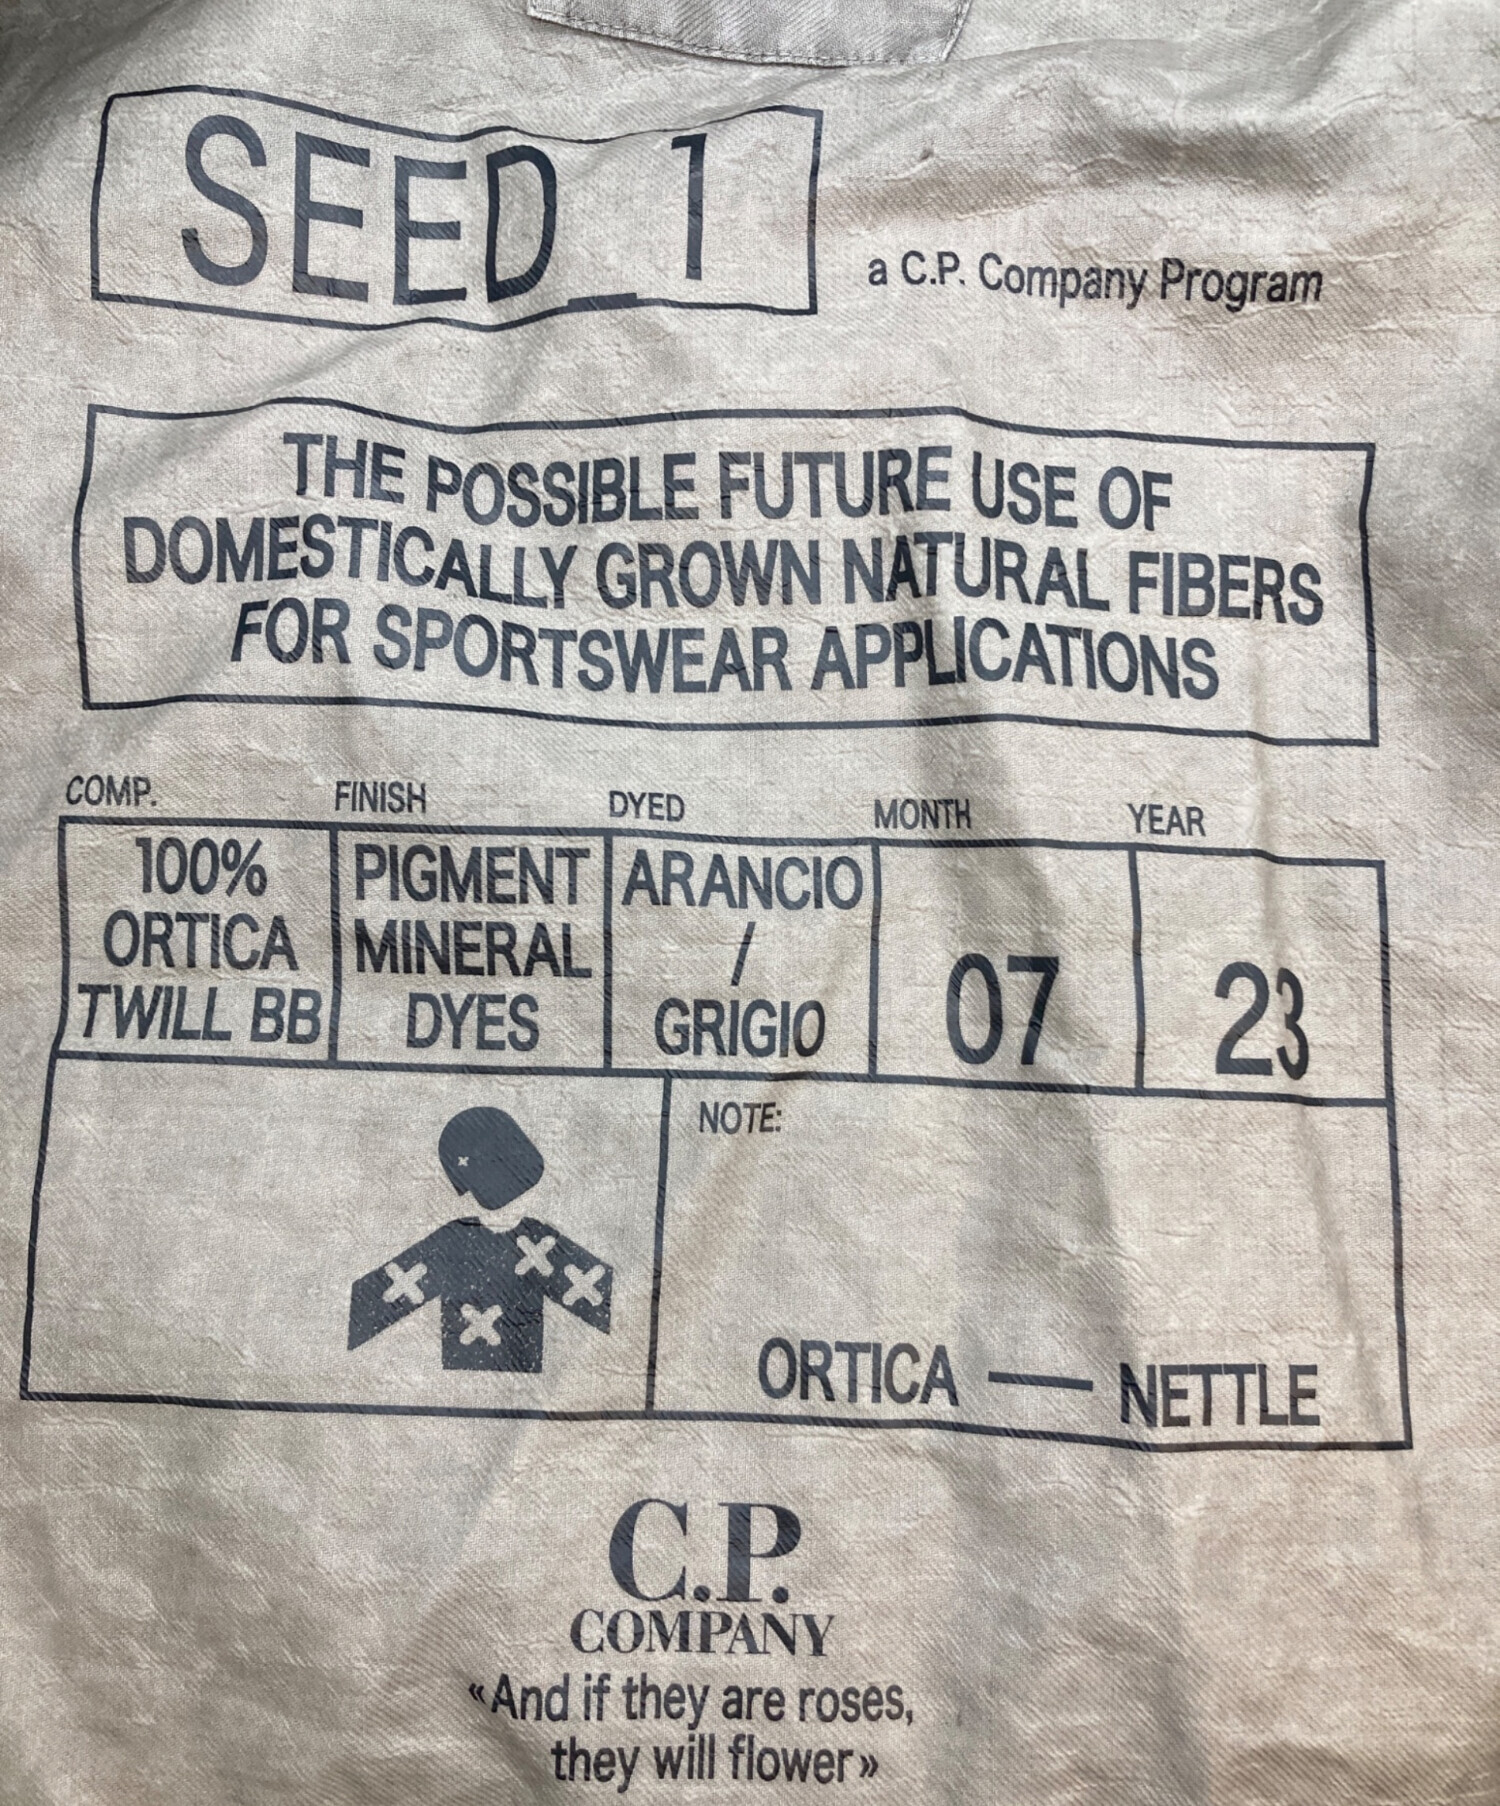 SEED_1
a C.P. Company Program
THE POSSIBLE FUTURE USE OF
DOMESTICALLY GROWN NATURAL FIBERS
FOR SPORTSWEAR APPLICATIONS
COMP. FINISH DYED MONTH YEAR
100%
ORTICA
TWILL BB
PIGMENT
MINERAL
DYES
ARANCIO
/
GRIGIO
07
23
NOTE:
ORTICA — NETTLE
C.P.
COMPANY
«And if they are roses,
they will flower»